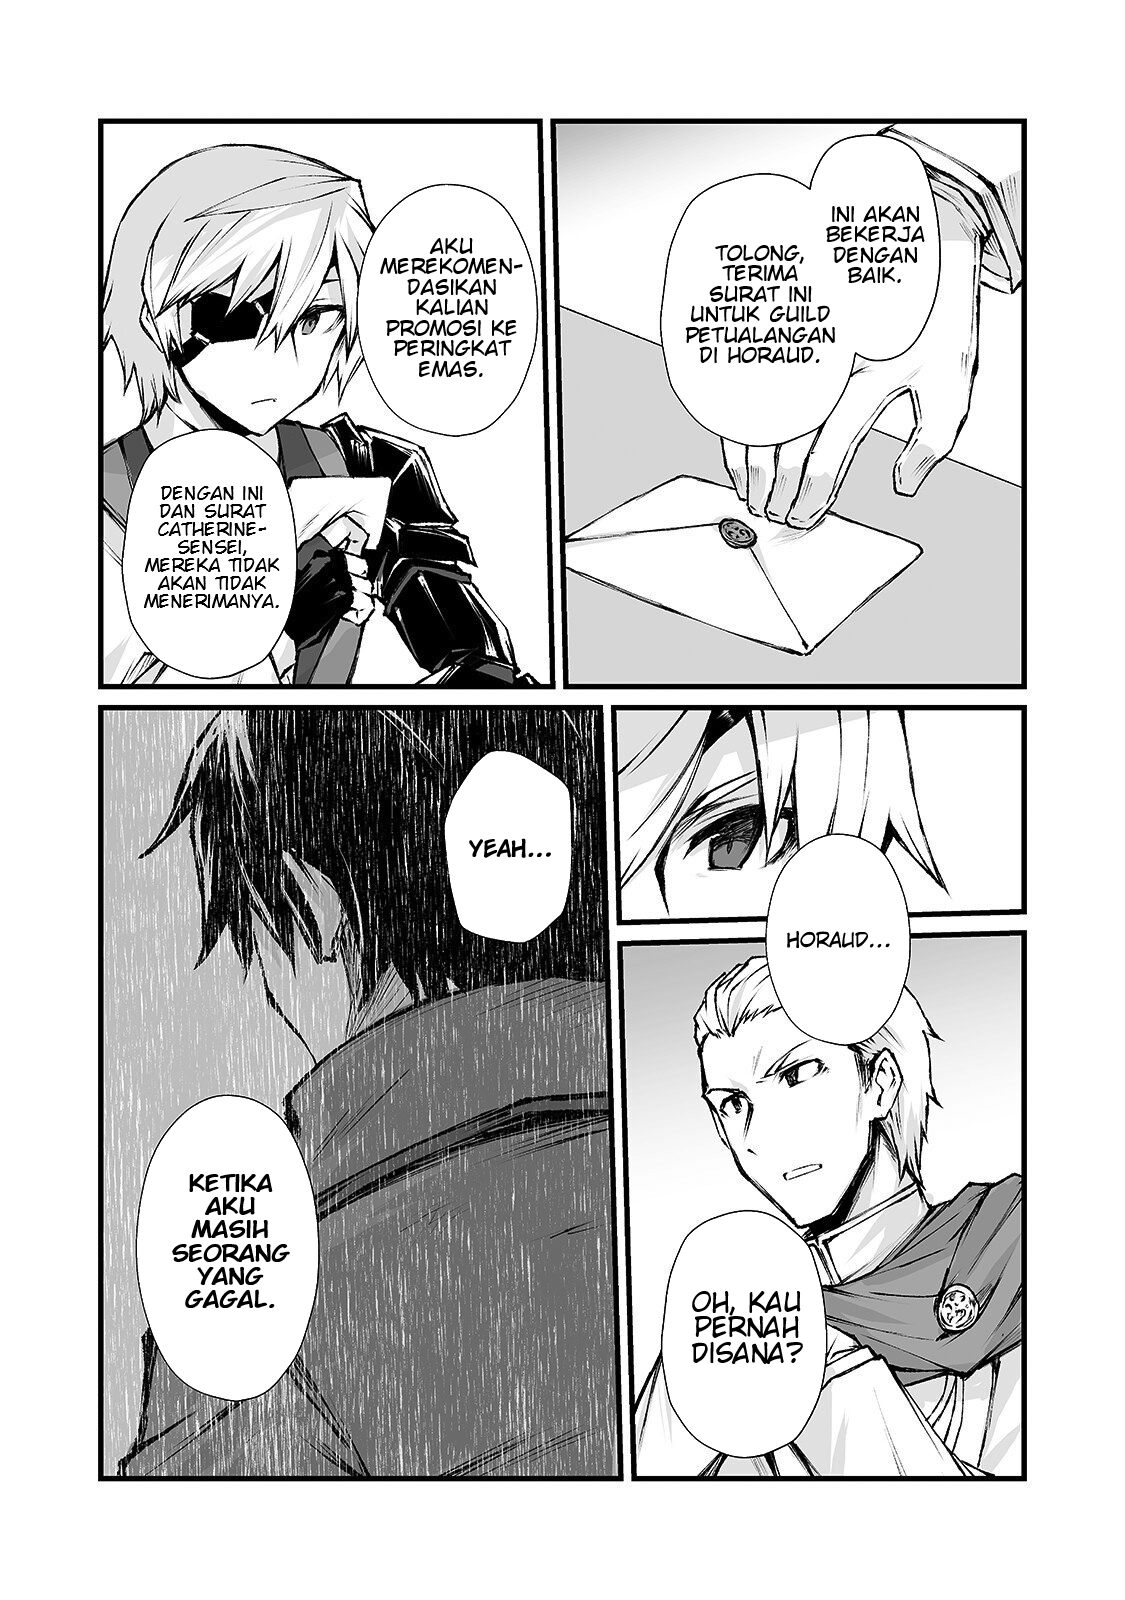 INI AKAN
BEKERJA
DENGAN
BAIK.
TOLONG,
TERIMA
SURAT INI
UNTUK GUILD
PETUALANGAN
DI HORAUD.
AKU
MEREKOMEN-
DASIKAN
KALIAN
PROMOSI KE
PERINGKAT
EMAS.
DENGAN INI
DAN SURAT
CATHERINE-
SENSEI,
MEREKA TIDAK
AKAN TIDAK
MENERIMANYA.
HORAUD...
OH, KAU
PERNAH
DISANA?
YEAH...
KETIKA
AKU
MASIH
SEORANG
YANG
GAGAL.